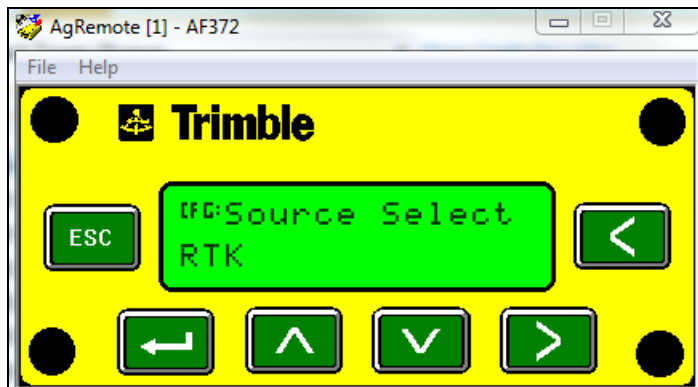 AgRemote [1] - AF372
File Help
Trimble
CFG:Source Select
RTK
ESC